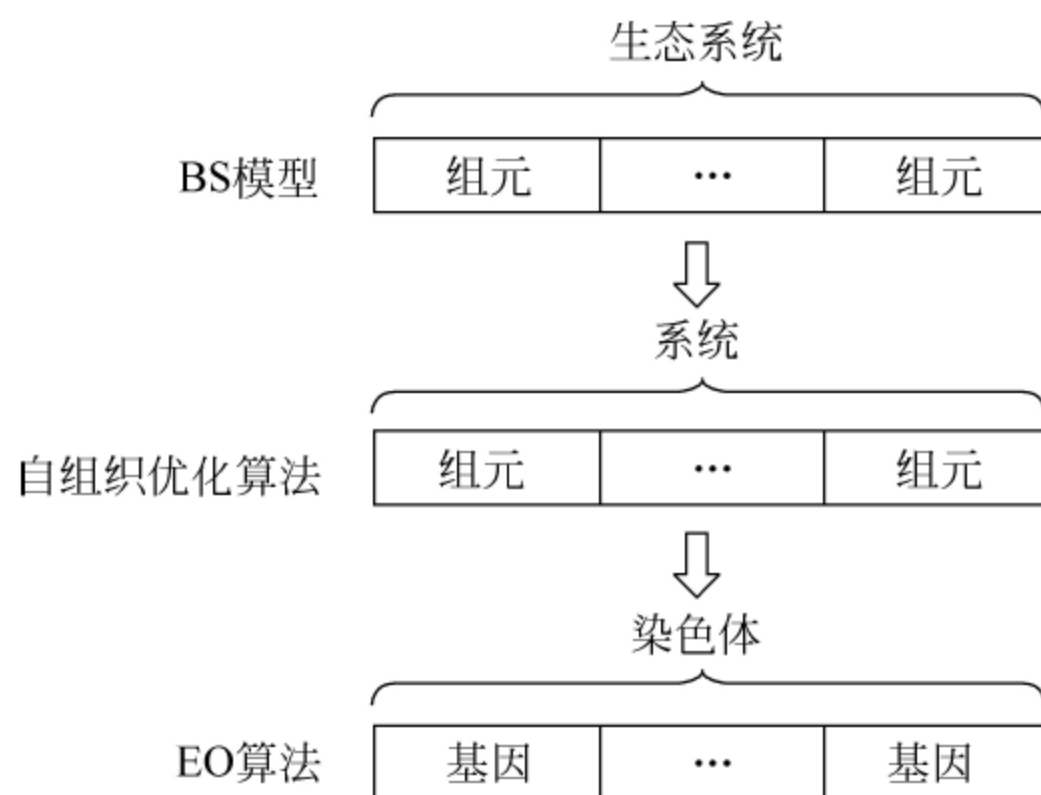 生态系统
BS模型 组元 ··· 组元
系统
自组织优化算法 组元 ··· 组元
染色体
EO算法 基因 ··· 基因